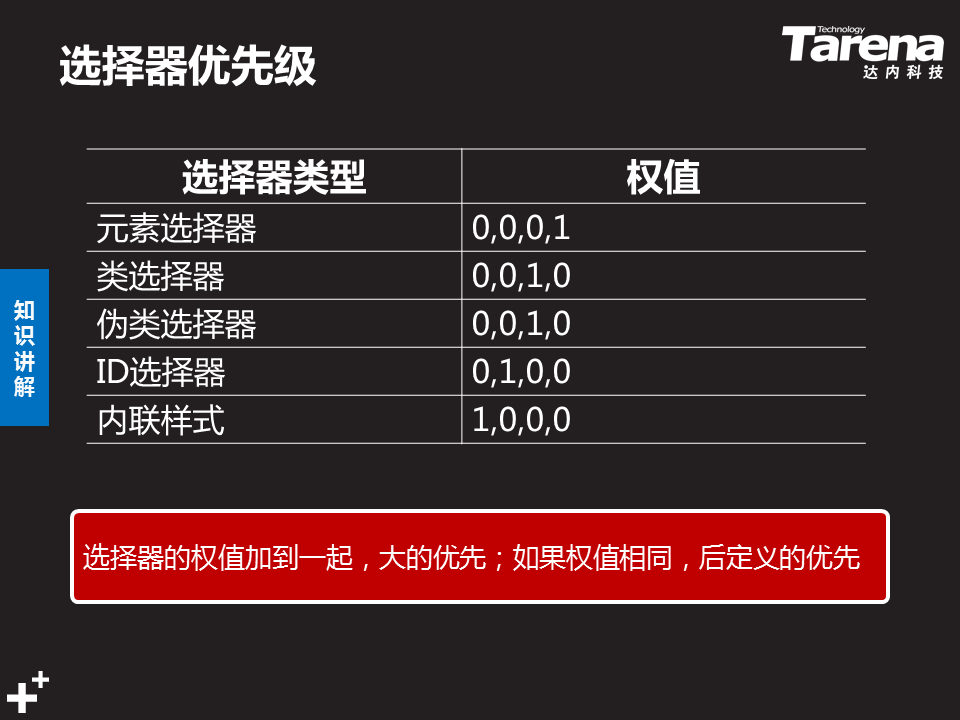 选择器优先级
Technology
Tarena
达内科技
选择器类型 权值
元素选择器 0,0,0,1
类选择器 0,0,1,0
伪类选择器 0,0,1,0
ID选择器 0,1,0,0
内联样式 1,0,0,0
知识讲解
选择器的权值加到一起，大的优先；如果权值相同，后定义的优先